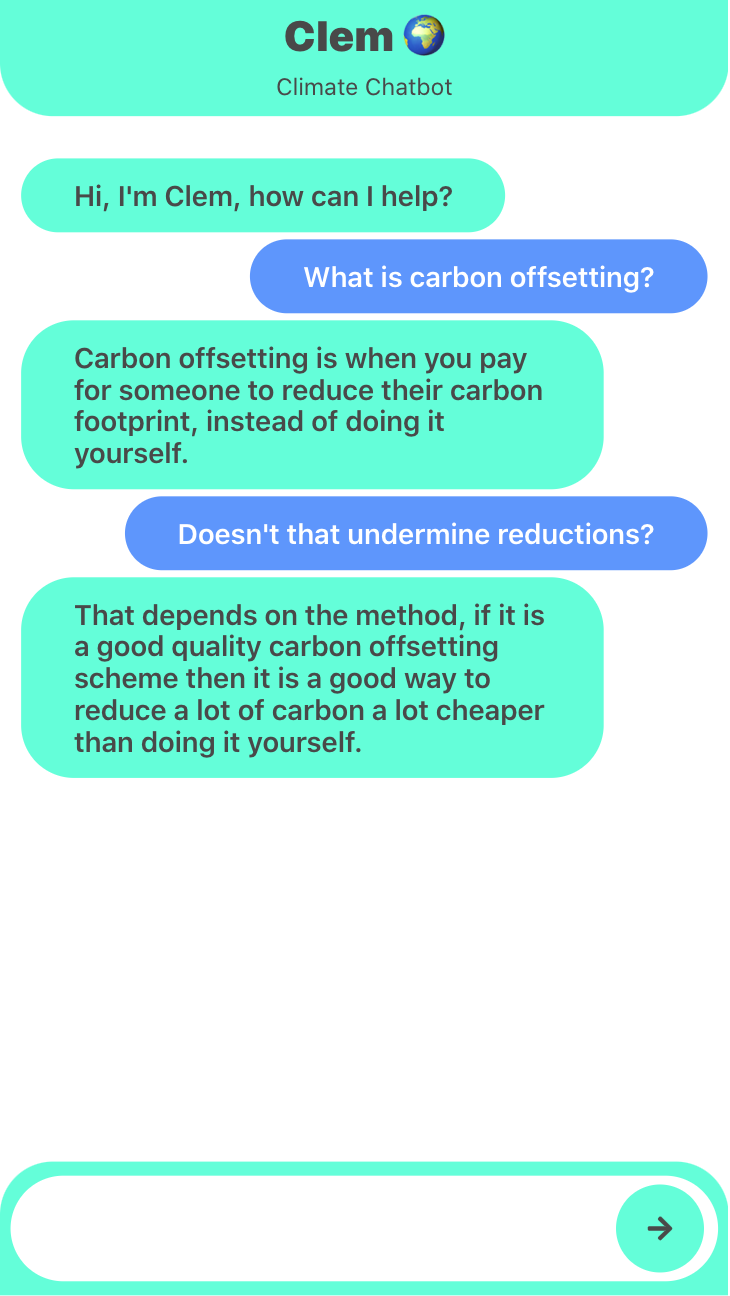 Clem 🌍
Climate Chatbot
Hi, I'm Clem, how can I help?
What is carbon offsetting?
Carbon offsetting is when you pay
for someone to reduce their carbon
footprint, instead of doing it
yourself.
Doesn't that undermine reductions?
That depends on the method, if it is
a good quality carbon offsetting
scheme then it is a good way to
reduce a lot of carbon a lot cheaper
than doing it yourself.